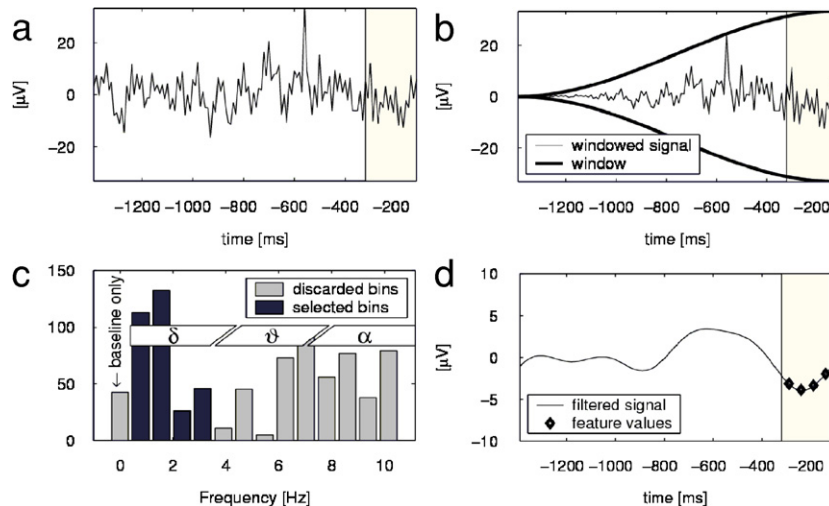 a
20
0
−20
[μV]
−1200 −1000 −800 −600 −400 −200
time [ms]
b
20
0
−20
[μV]
windowed signal
window
−1200 −1000 −800 −600 −400 −200
time [ms]
c
150
100
50
0
← baseline only
discarded bins
selected bins
δ ϑ α
0 2 4 6 8 10
Frequency [Hz]
d
10
5
0
−5
−10
[μV]
filtered signal
feature values
−1200 −1000 −800 −600 −400 −200
time [ms]